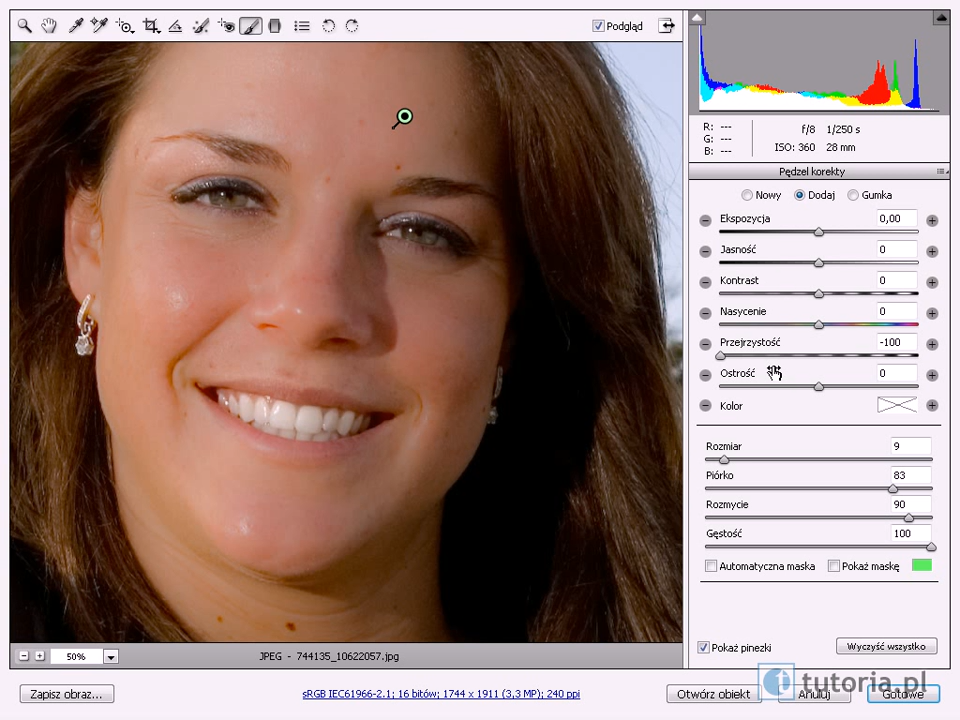 Podgląd
R: ---
G: ---
B: ---
f/8 1/250 s
ISO: 360 28 mm
Pędzel korekty
Nowy Dodaj Gumka
Ekspozycja 0,00
Jasność 0
Kontrast 0
Nasycenie 0
Przejrzystość -100
Ostrość 0
Kolor
Rozmiar 9
Piórko 83
Rozmycie 90
Gęstość 100
Automatyczna maska Pokaż maskę
Pokaż pinezki Wyczyść wszystko
50% JPEG - 744135_10622057.jpg
Zapisz obraz... sRGB IEC61966-2.1; 16 bitów; 1744 x 1911 (3,3 MP); 240 ppi Otwórz obiekt Anuluj Gotowe
t tutoria.pl